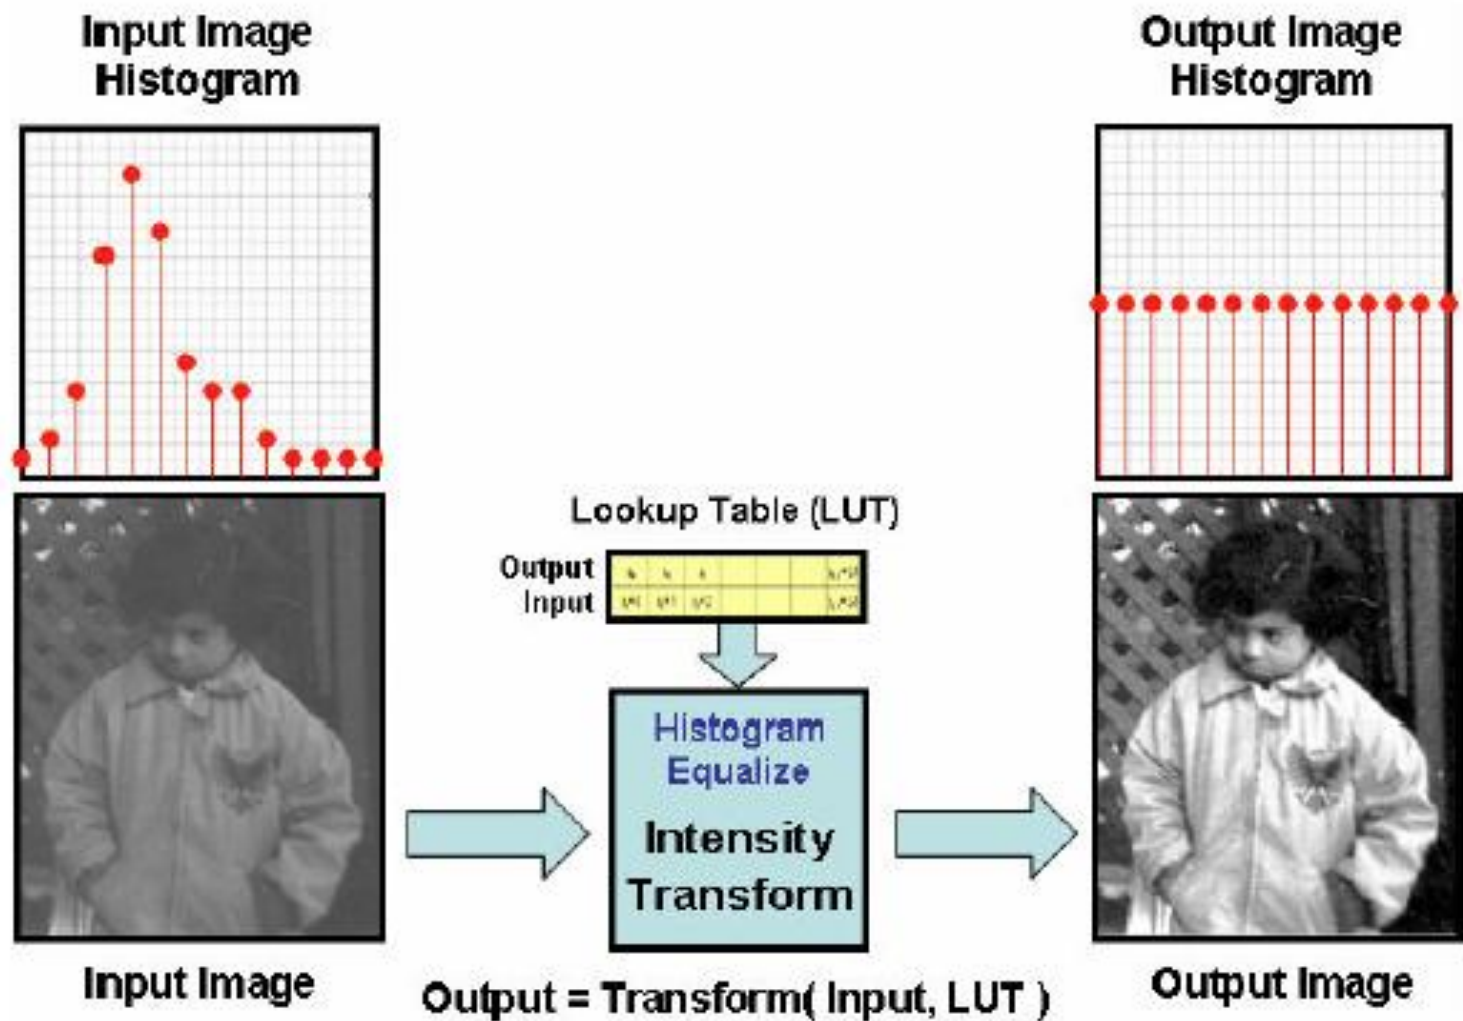 Input Image
Histogram
Output Image
Histogram
Lookup Table (LUT)
Output
Input
Histogram
Equalize
Intensity
Transform
Input Image
Output = Transform( Input, LUT )
Output Image